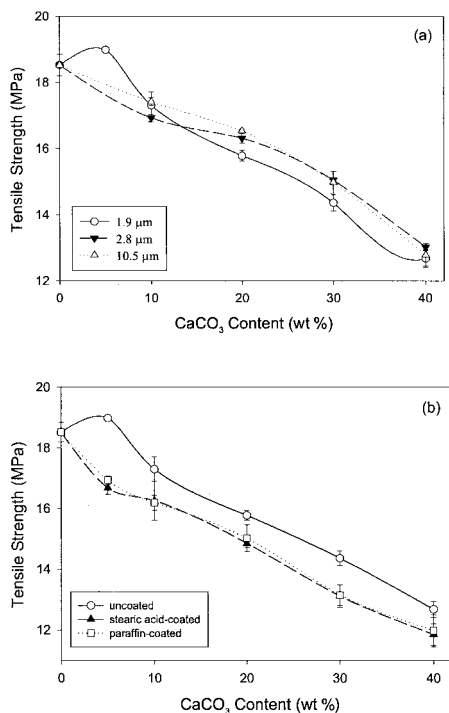 20
(a)
18
16
14
12
Tensile Strength (MPa)
1.9 µm
2.8 µm
10.5 µm
0 10 20 30 40
CaCO₃ Content (wt %)
20
(b)
18
16
14
12
Tensile Strength (MPa)
uncoated
stearic acid-coated
paraffin-coated
0 10 20 30 40
CaCO₃ Content (wt %)